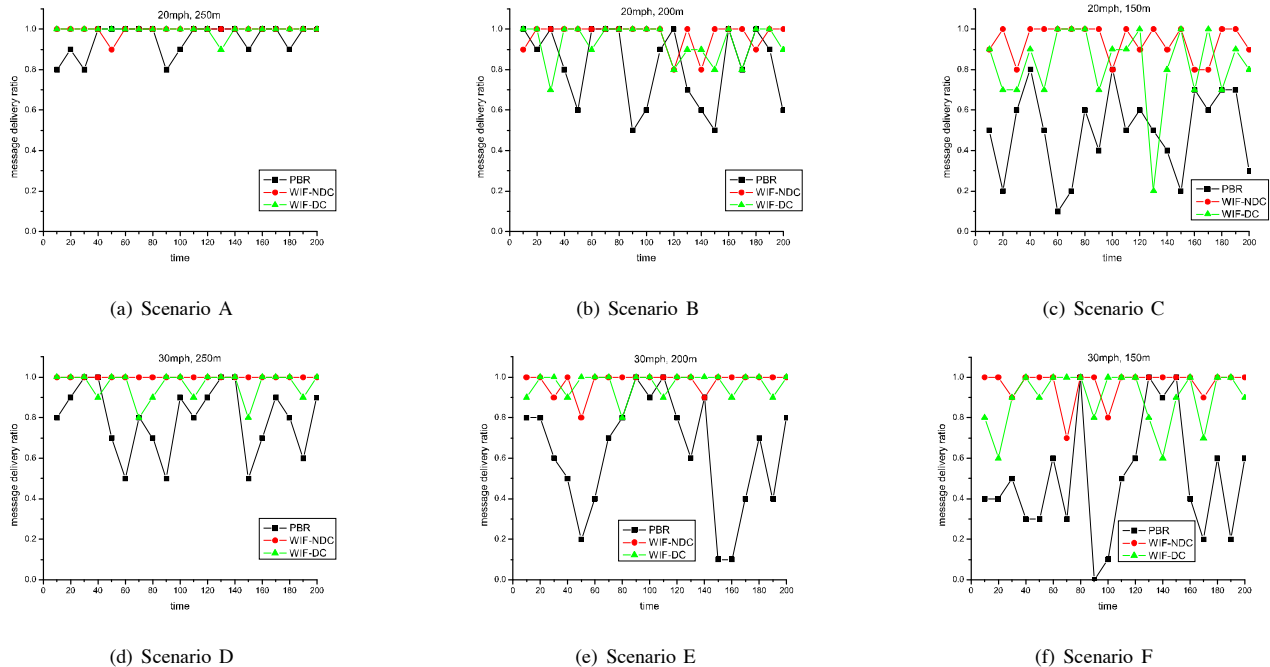 20mph, 250m
1.0
0.8
0.6
0.4
0.2
0.0
message delivery ratio
PBR
WIF-NDC
WIF-DC
0 20 40 60 80 100 120 140 160 180 200
time
(a) Scenario A
20mph, 200m
1.0
0.8
0.6
0.4
0.2
0.0
message delivery ratio
PBR
WIF-NDC
WIF-DC
0 20 40 60 80 100 120 140 160 180 200
time
(b) Scenario B
20mph, 150m
1.0
0.8
0.6
0.4
0.2
0.0
message delivery ratio
PBR
WIF-NDC
WIF-DC
0 20 40 60 80 100 120 140 160 180 200
time
(c) Scenario C
30mph, 250m
1.0
0.8
0.6
0.4
0.2
0.0
message delivery ratio
PBR
WIF-NDC
WIF-DC
0 20 40 60 80 100 120 140 160 180 200
time
(d) Scenario D
30mph, 200m
1.0
0.8
0.6
0.4
0.2
0.0
message delivery ratio
PBR
WIF-NDC
WIF-DC
0 20 40 60 80 100 120 140 160 180 200
time
(e) Scenario E
30mph, 150m
1.0
0.8
0.6
0.4
0.2
0.0
message delivery ratio
PBR
WIF-NDC
WIF-DC
0 20 40 60 80 100 120 140 160 180 200
time
(f) Scenario F